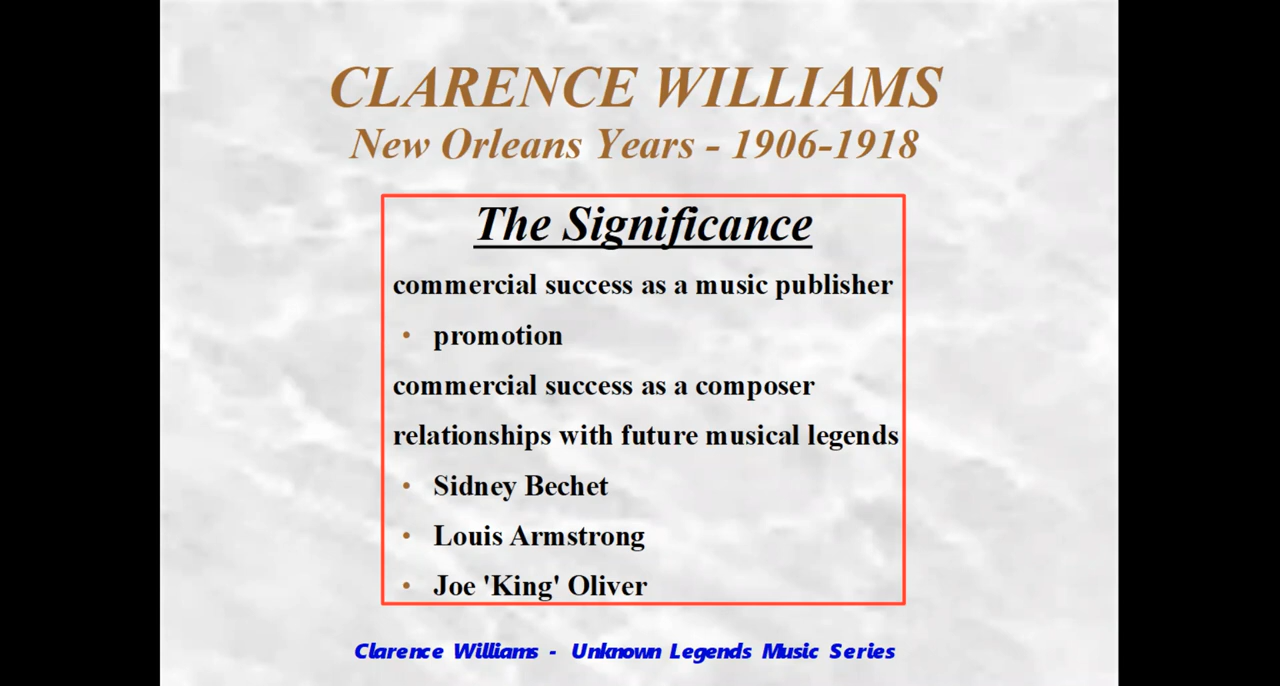 CLARENCE WILLIAMS
New Orleans Years - 1906-1918
The Significance
commercial success as a music publisher
• promotion
commercial success as a composer
relationships with future musical legends
• Sidney Bechet
• Louis Armstrong
• Joe 'King' Oliver
Clarence Williams - Unknown Legends Music Series